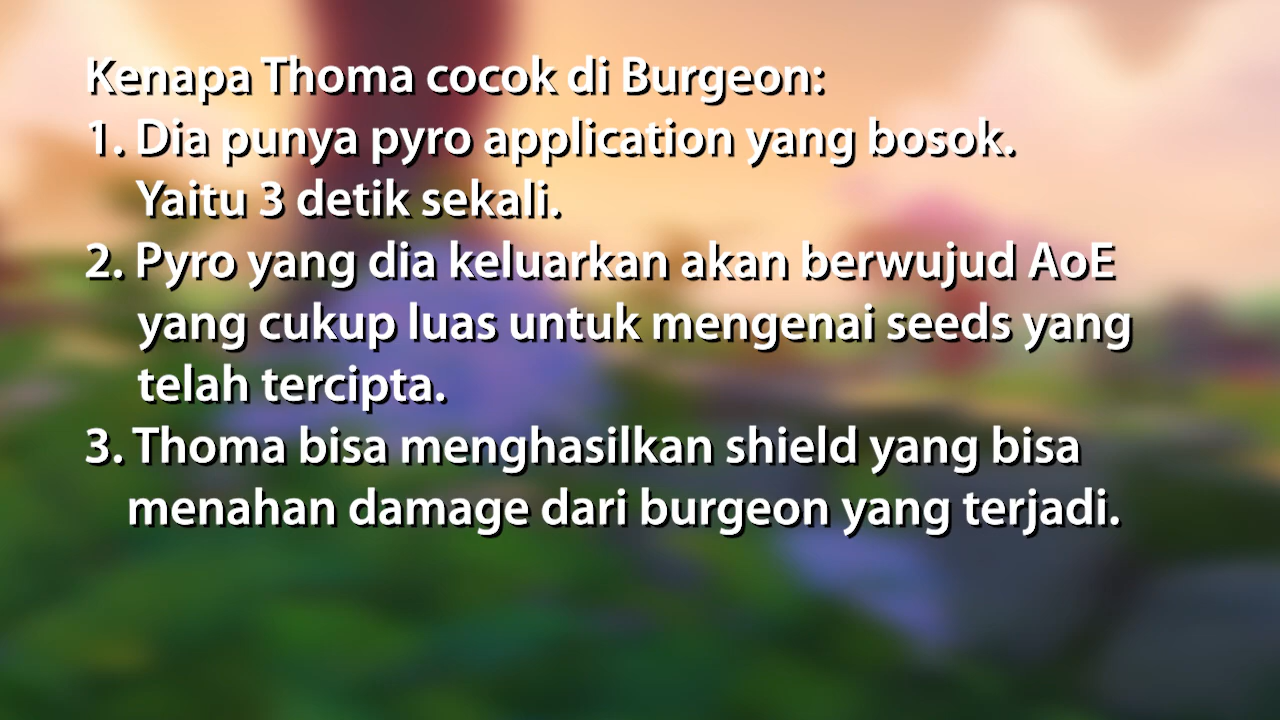 Kenapa Thoma cocok di Burgeon:
1. Dia punya pyro application yang bosok.
Yaitu 3 detik sekali.
2. Pyro yang dia keluarkan akan berwujud AoE
yang cukup luas untuk mengenai seeds yang
telah tercipta.
3. Thoma bisa menghasilkan shield yang bisa
menahan damage dari burgeon yang terjadi.